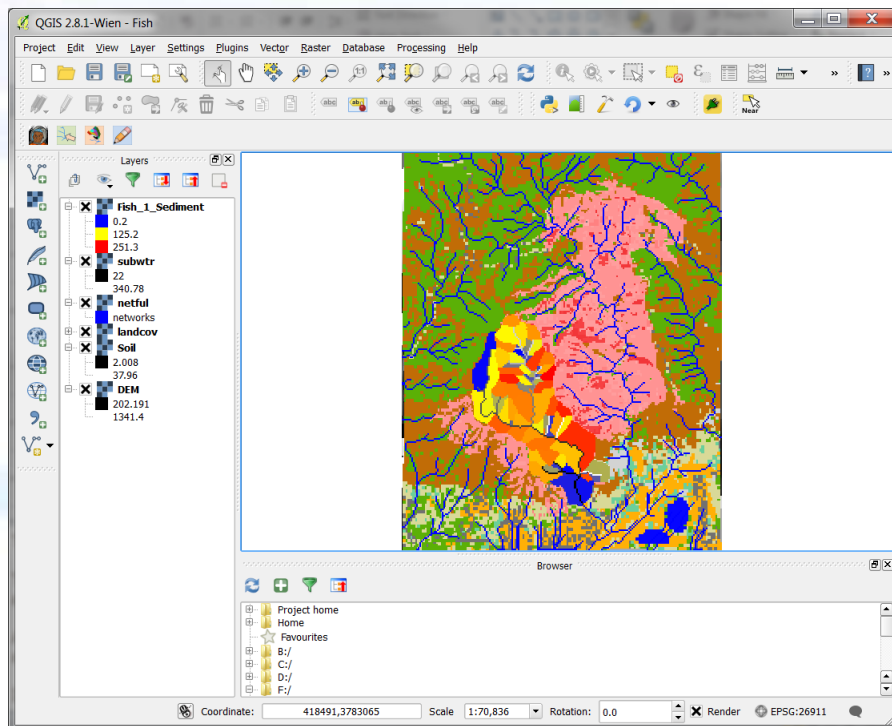 QGIS 2.8.1-Wien - Fish
Project Edit View Layer Settings Plugins Vector Raster Database Processing Help
Near
Layers
Fish_1_Sediment
0.2
125.2
251.3
subwtr
22
340.78
netful
networks
landcov
Soil
2.008
37.96
DEM
202.191
1341.4
Browser
Project home
Home
Favourites
B:/
C:/
D:/
F:/
Coordinate: 418491,3783065 Scale 1:70,836 Rotation: 0.0 Render EPSG:26911